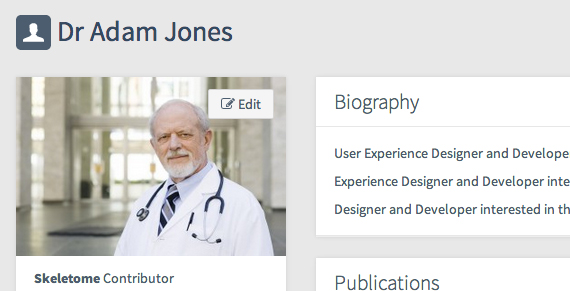 Dr Adam Jones
Edit
Skeletome Contributor
Biography
User Experience Designer and Develope
Experience Designer and Developer inte
Designer and Developer interested in th
Publications